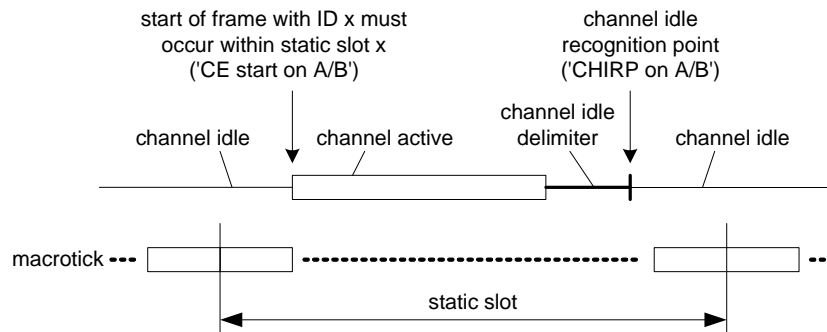 start of frame with ID x must
occur within static slot x
('CE start on A/B')
channel idle
recognition point
('CHIRP on A/B')
channel idle
channel active
channel idle
delimiter
channel idle
macrotick
static slot